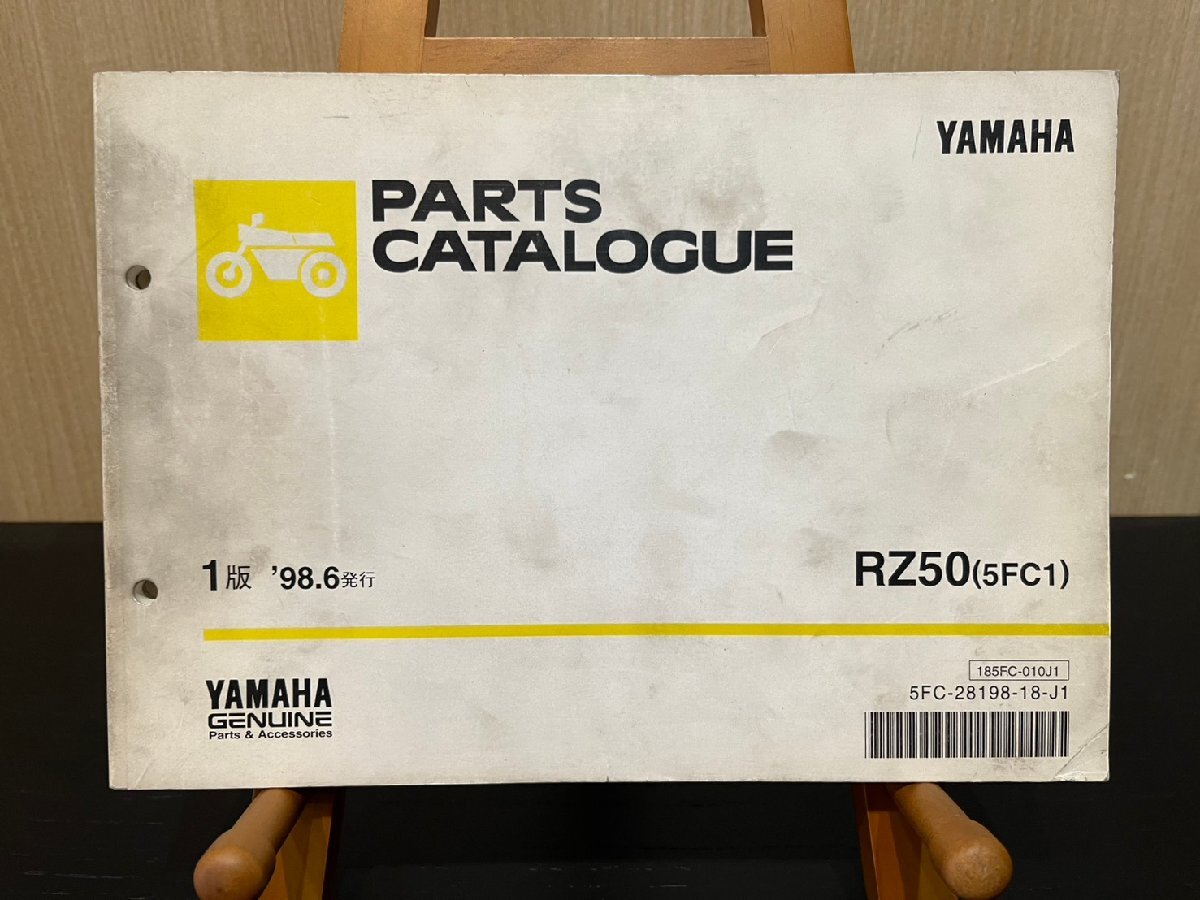 YAMAHA
PARTS
CATALOGUE
1版 '98.6発行
RZ50(5FC1)
185FC-010J1
5FC-28198-18-J1
YAMAHA
GENUINE
Parts & Accessories